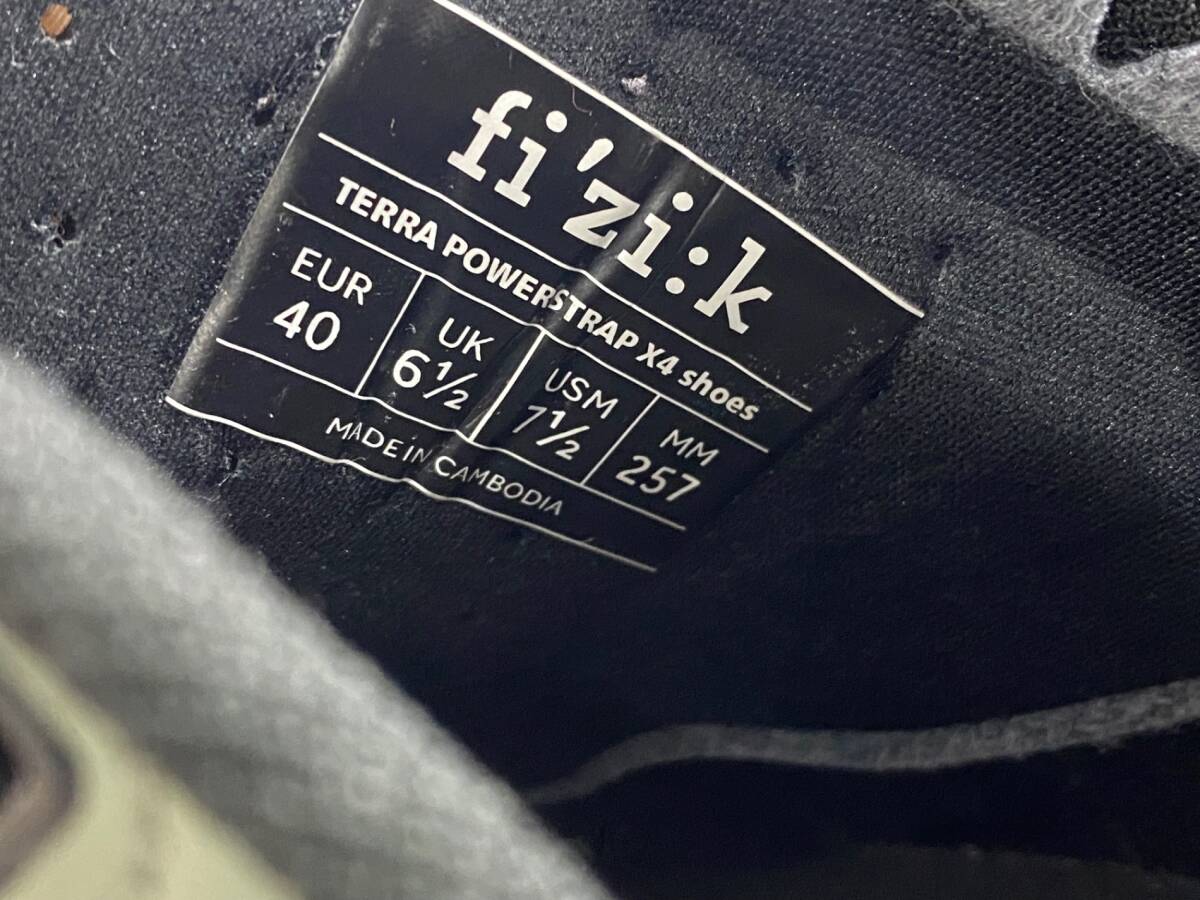 fi'zi:k
TERRA POWERSTRAP X4 shoes
EUR UK USM MM
40 6½ 7½ 257
MADE IN CAMBODIA